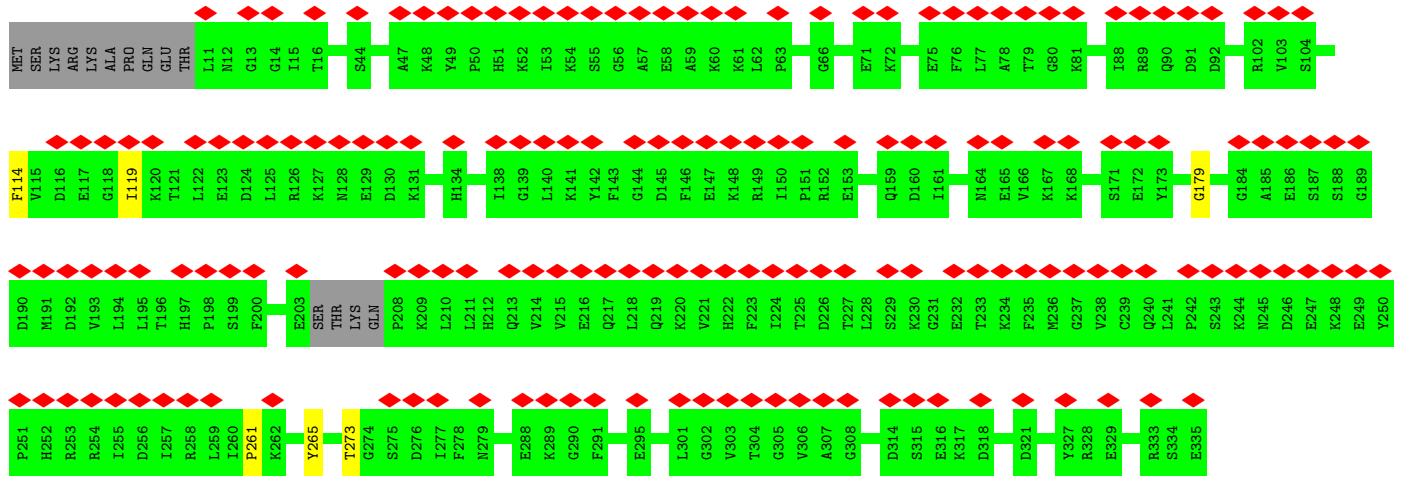 MET SER LYS ARG LYS ALA PRO GLN GLU THR L11 N12 G13 G14 I15 T16 S44 A47 K48 Y49 P50 H51 K52 I53 K54 S55 G56 A57 E58 A59 K60 K61 L62 P63 G66 E71 K72 E75 F76 L77 A78 T79 G80 K81 I88 R89 Q90 D91 D92 R102 V103 S104
F114 V115 D116 E117 G118 I119 K120 T121 L122 E123 D124 L125 R126 K127 N128 E129 D130 K131 H134 I138 G139 L140 K141 Y142 F143 G144 D145 F146 E147 K148 R149 I150 P151 R152 E153 Q159 D160 I161 N164 E165 V166 K167 K168 S171 E172 Y173 G179 G184 A185 E186 S187 S188 G189
D190 M191 D192 V193 L194 L195 T196 H197 P198 S199 F200 E203 SER THR LYS GLN P208 K209 L210 L211 H212 Q213 V214 V215 E216 Q217 L218 Q219 K220 V221 H222 F223 I224 T225 D226 T227 L228 S229 K230 G231 E232 T233 K234 F235 M236 G237 V238 C239 Q240 L241 P242 S243 K244 N245 D246 E247 K248 E249 Y250
P251 H252 R253 R254 I255 D256 I257 R258 L259 I260 P261 K262 Y265 T273 G274 S275 D276 I277 F278 N279 E288 K289 G290 F291 E295 L301 G302 V303 T304 G305 V306 A307 G308 D314 S315 E316 K317 D318 D321 Y327 R328 E329 R333 S334 E335